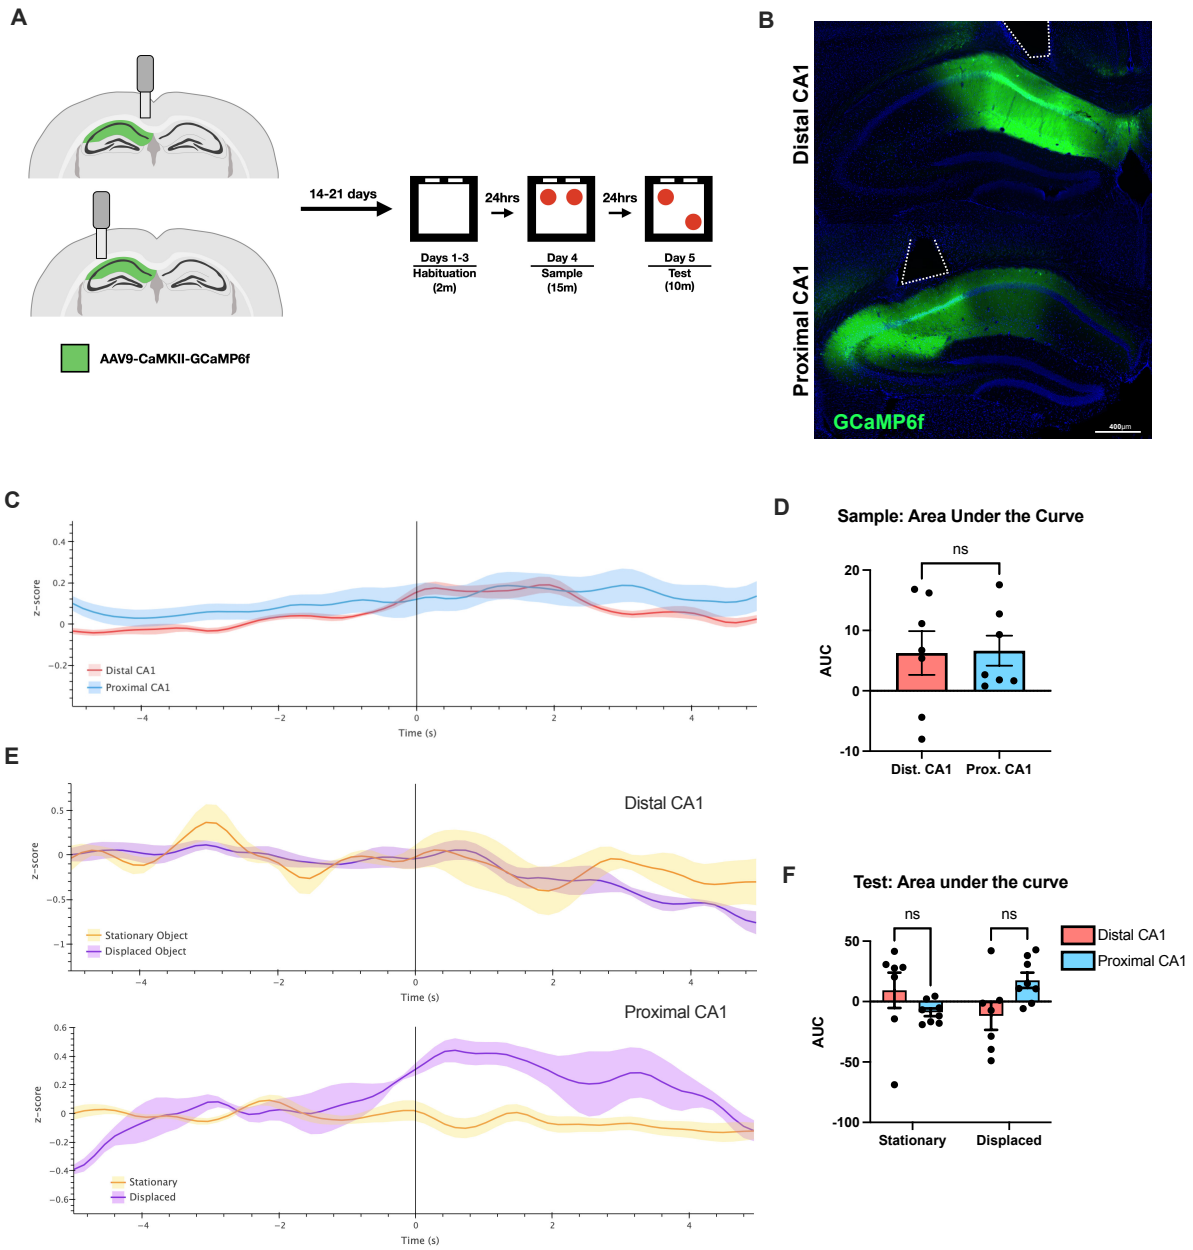 A
14-21 days
24hrs
24hrs
Days 1-3
Habituation
(2m)
Day 4
Sample
(15m)
Day 5
Test
(10m)
AAV9-CaMKII-GCaMP6f
B
Distal CA1
Proximal CA1
GCaMP6f
400µm
C
0.4
0.2
0
−0.2
z-score
Distal CA1
Proximal CA1
−4
−2
0
2
4
Time (s)
D
Sample: Area Under the Curve
ns
20
10
0
-10
AUC
Dist. CA1
Prox. CA1
E
Distal CA1
0.5
0
−0.5
−1
z-score
Stationary Object
Displaced Object
−4
−2
0
2
4
Time (s)
Proximal CA1
0.6
0.4
0.2
0
−0.2
−0.4
−0.6
z-score
Stationary
Displaced
−4
−2
0
2
4
Time (s)
F
Test: Area under the curve
ns
ns
Distal CA1
Proximal CA1
50
0
-50
-100
AUC
Stationary
Displaced